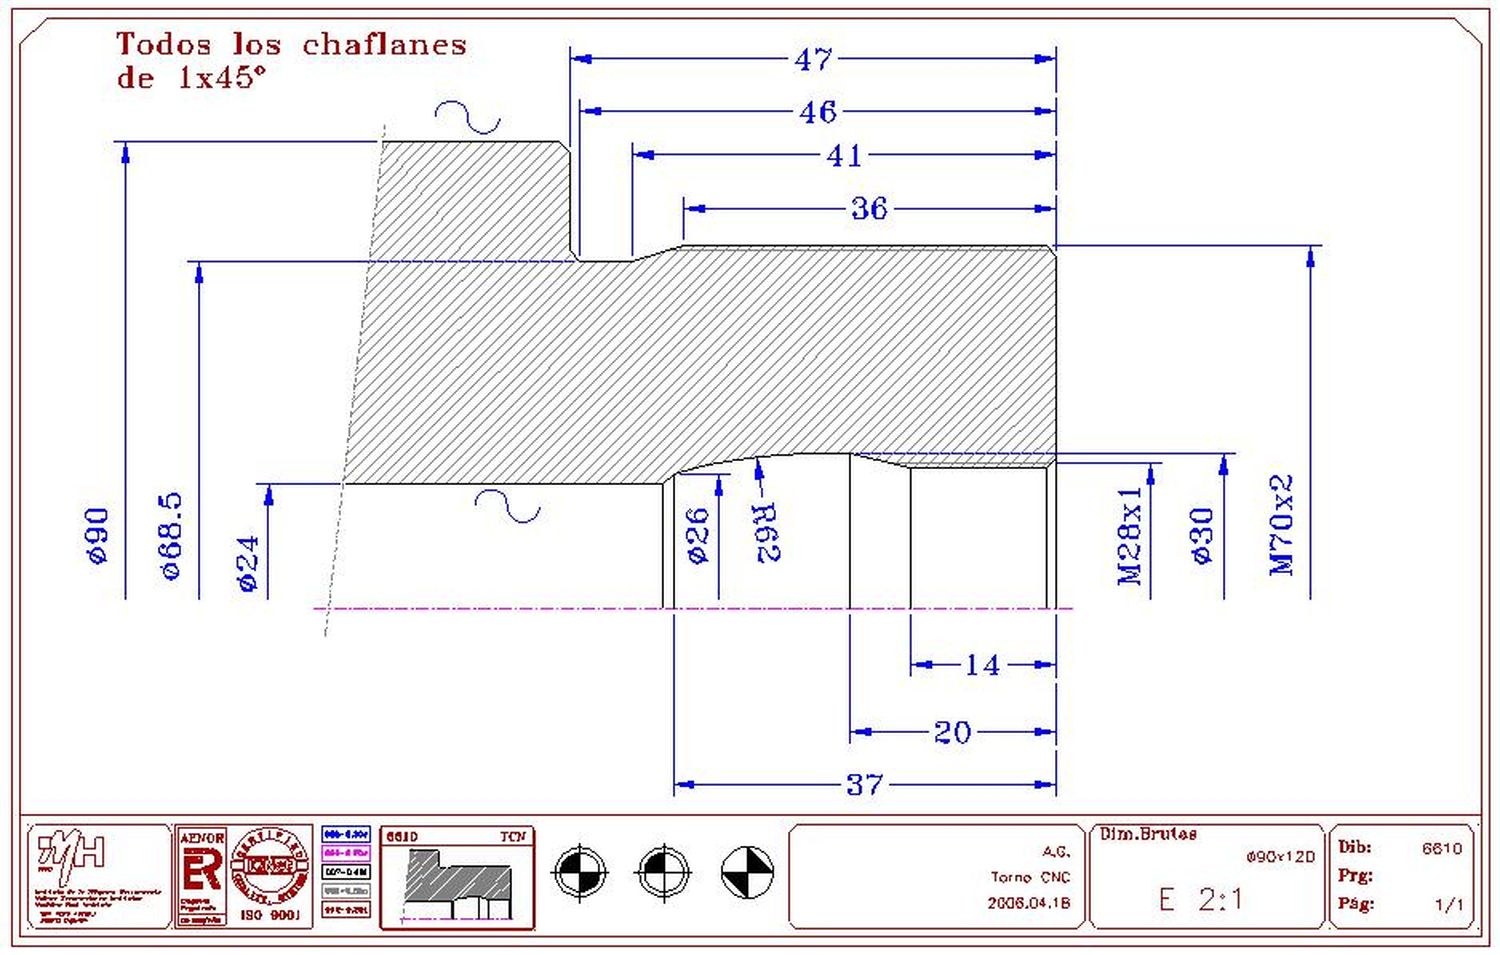 Todos los chaflanes
de 1x45°
47
46
41
36
ø90
ø68.5
ø24
ø26
R62
M28x1
ø30
M70x2
14
20
37
AENOR
ER
ISO 9001
6610 TCN
A.G.
Torno CNC
2006.04.18
Dim.Brutas
ø90x120
E 2:1
Dib: 6610
Prg:
Pág: 1/1